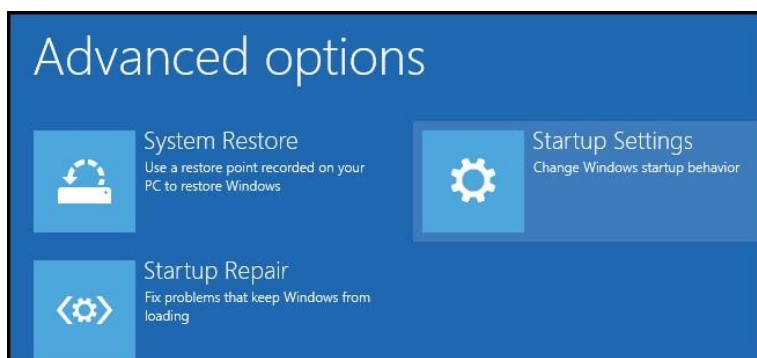 Advanced options
System Restore
Use a restore point recorded on your
PC to restore Windows
Startup Settings
Change Windows startup behavior
Startup Repair
Fix problems that keep Windows from
loading